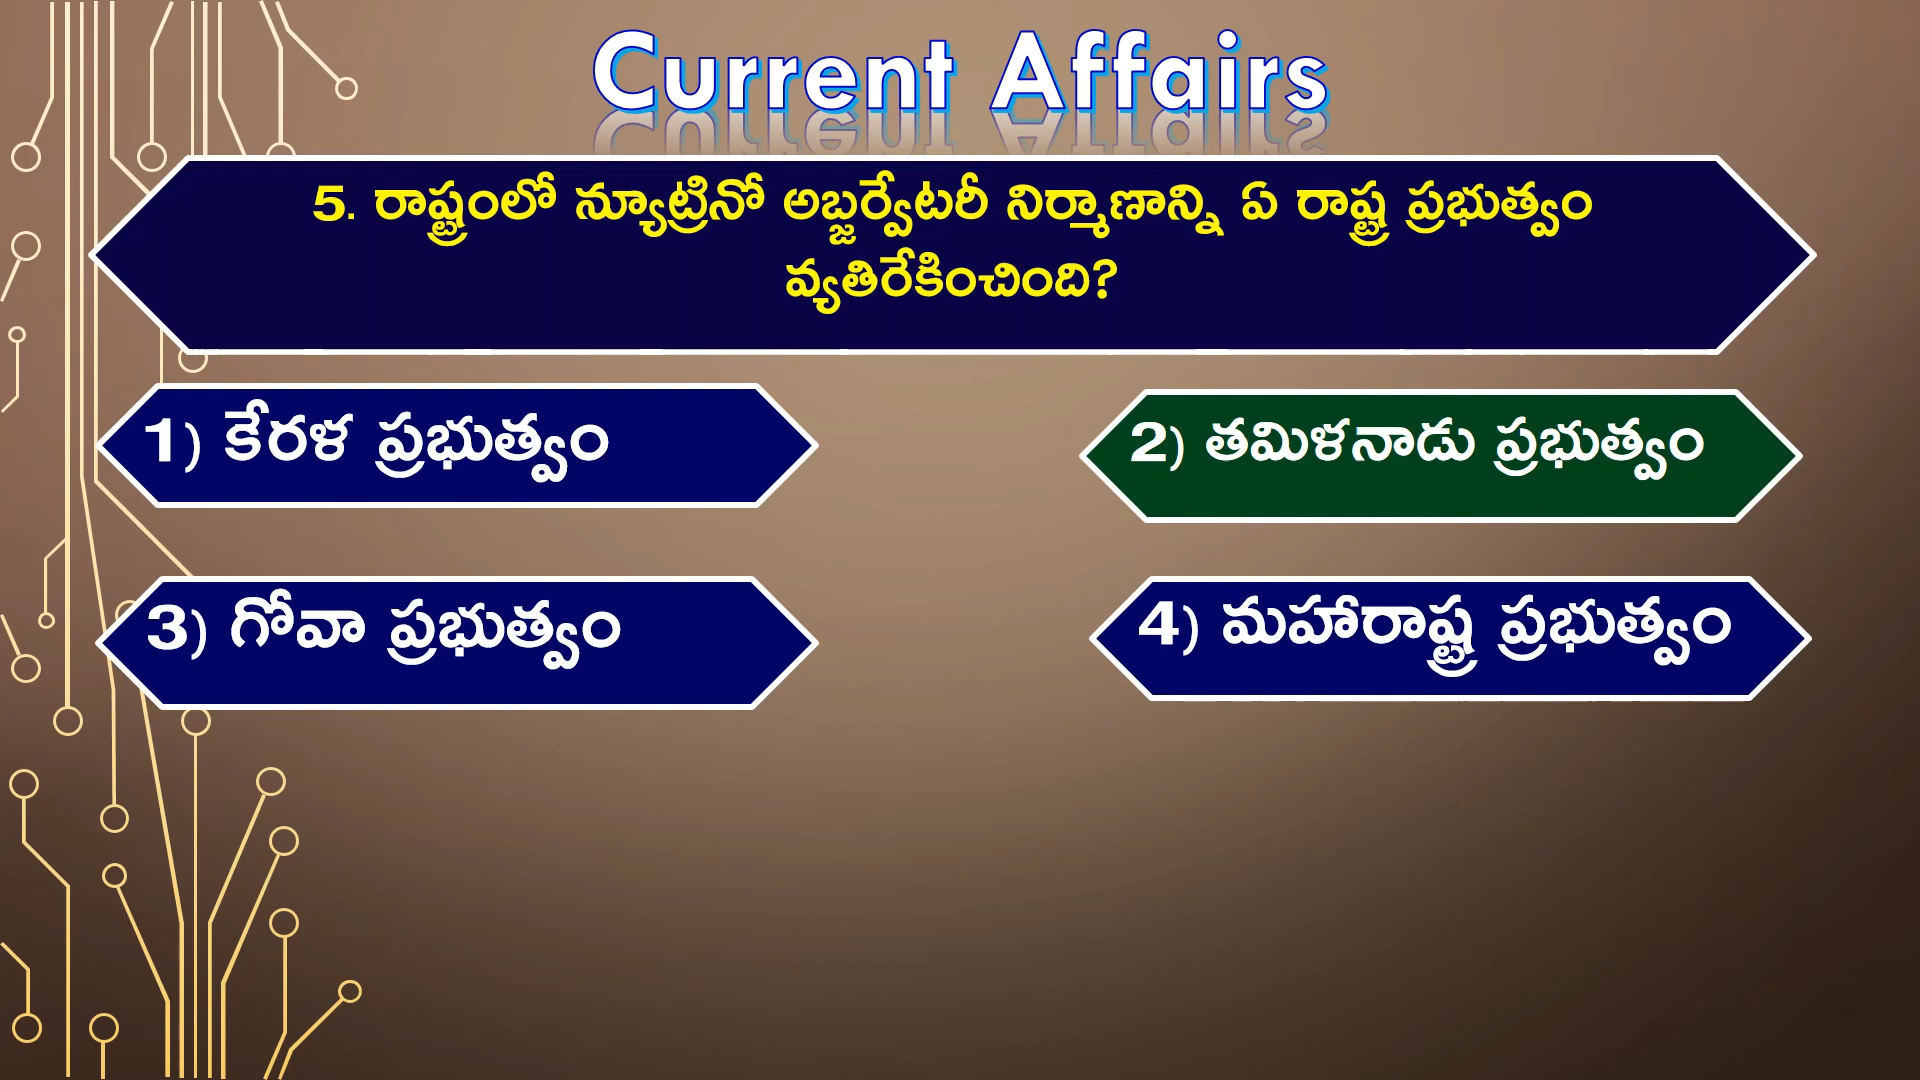 Current Affairs
5. రాష్ట్రంలో న్యూట్రినో అబ్జర్వేటరీ నిర్మాణాన్ని ఏ రాష్ట్ర ప్రభుత్వం
వ్యతిరేకించింది?
1) కేరళ ప్రభుత్వం
2) తమిళనాడు ప్రభుత్వం
3) గోవా ప్రభుత్వం
4) మహారాష్ట్ర ప్రభుత్వం